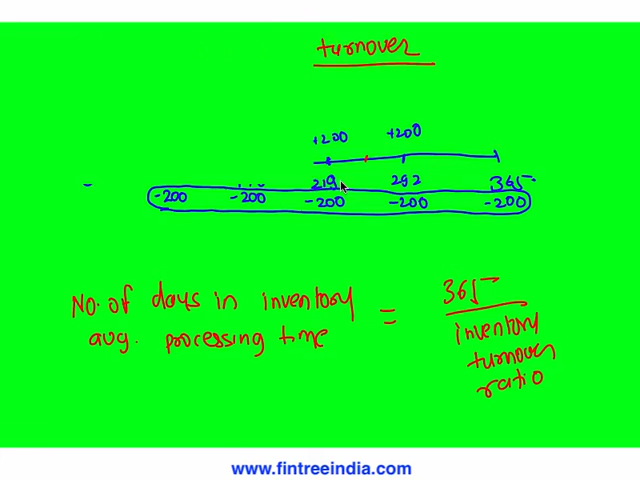 turnover
+200 +200
219 292 365
-200 -200 -200 -200 -200
No. of days in inventory = 365
avg. processing time inventory
turnover
ratio
www.fintreeindia.com